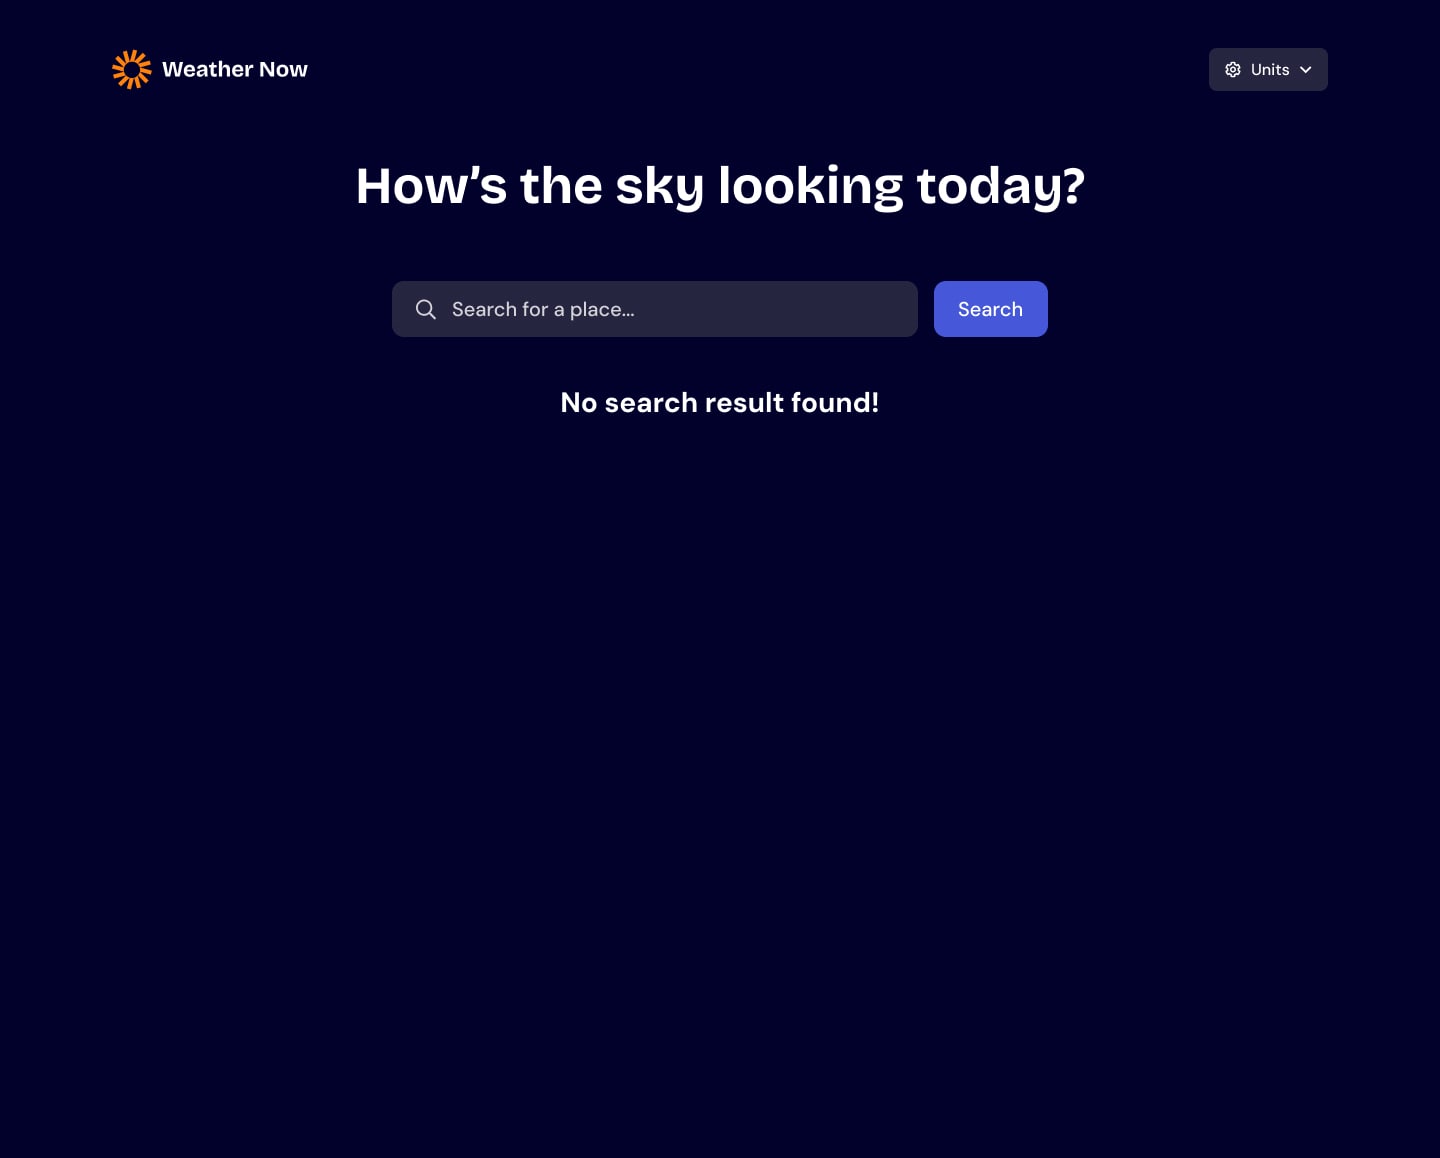 Weather Now
Units
How’s the sky looking today?
Search for a place...
Search
No search result found!